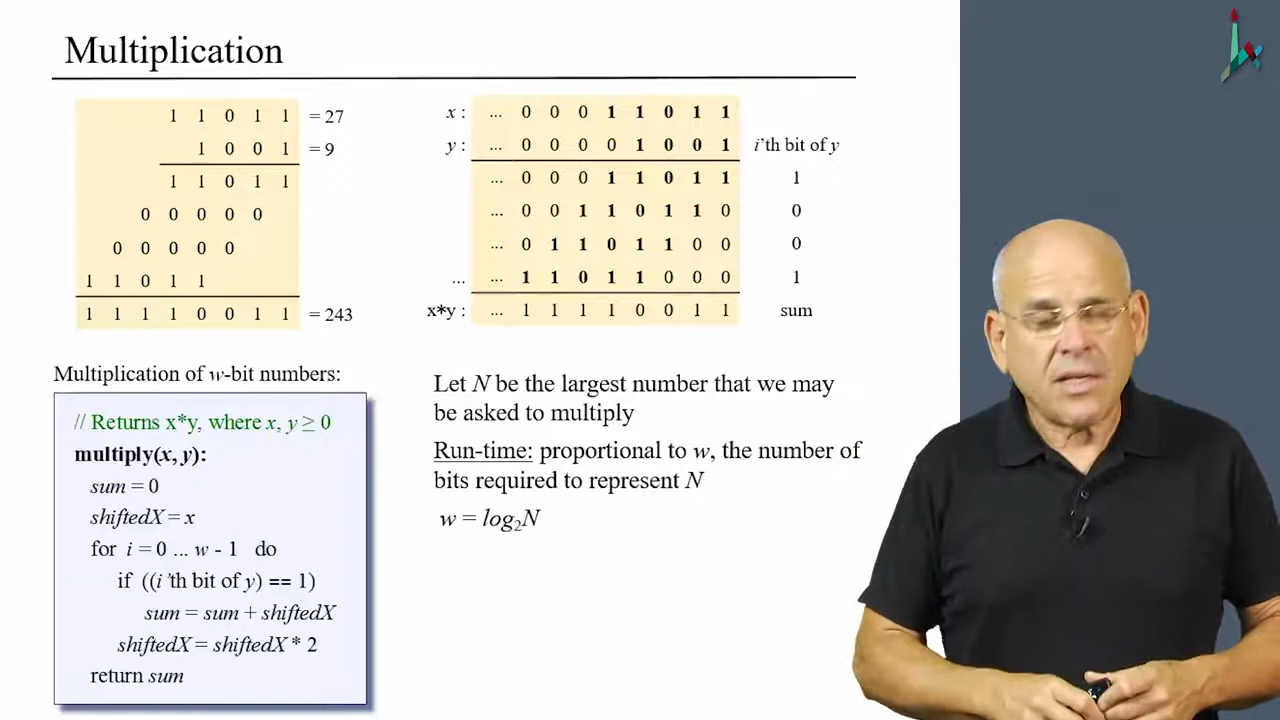 Multiplication
1 1 0 1 1 = 27
1 0 0 1 = 9
1 1 0 1 1
0 0 0 0 0
0 0 0 0 0
1 1 0 1 1
1 1 1 1 0 0 1 1 = 243
x : ... 0 0 0 1 1 0 1 1
y : ... 0 0 0 0 1 0 0 1 i’th bit of y
... 0 0 0 1 1 0 1 1 1
... 0 0 1 1 0 1 1 0 0
... 0 1 1 0 1 1 0 0 0
... ... 1 1 0 1 1 0 0 0 1
x*y : ... 1 1 1 1 0 0 1 1 sum
Multiplication of w-bit numbers:
// Returns x*y, where x, y ≥ 0
multiply(x, y):
sum = 0
shiftedX = x
for i = 0 ... w - 1 do
if ((i ’th bit of y) == 1)
sum = sum + shiftedX
shiftedX = shiftedX * 2
return sum
Let N be the largest number that we may
be asked to multiply
Run-time: proportional to w, the number of
bits required to represent N
w = log₂N